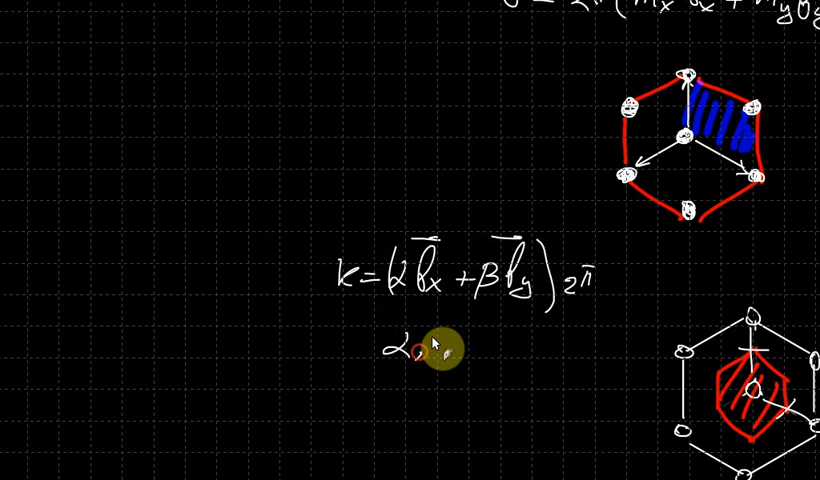 k = (α b̄x + β b̄y) 2π
α,